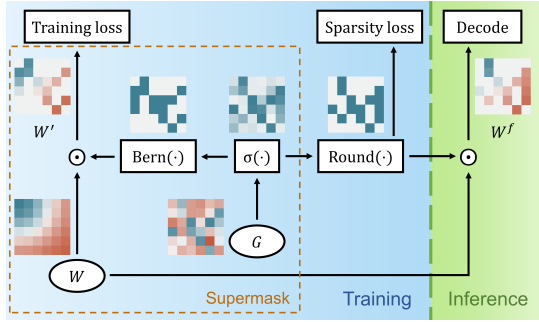 Training loss
Sparsity loss
Decode
W′
W^f
Bern(·)
σ(·)
Round(·)
⊙
⊙
G
W
Supermask
Training
Inference